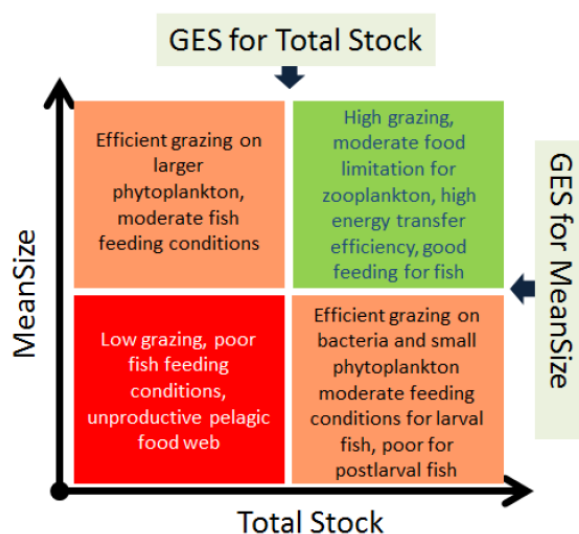 GES for Total Stock
Efficient grazing on
larger
phytoplankton,
moderate fish
feeding conditions
High grazing,
moderate food
limitation for
zooplankton, high
energy transfer
efficiency, good
feeding for fish
GES for MeanSize
MeanSize
Low grazing, poor
fish feeding
conditions,
unproductive pelagic
food web
Efficient grazing on
bacteria and small
phytoplankton
moderate feeding
conditions for larval
fish, poor for
postlarval fish
Total Stock